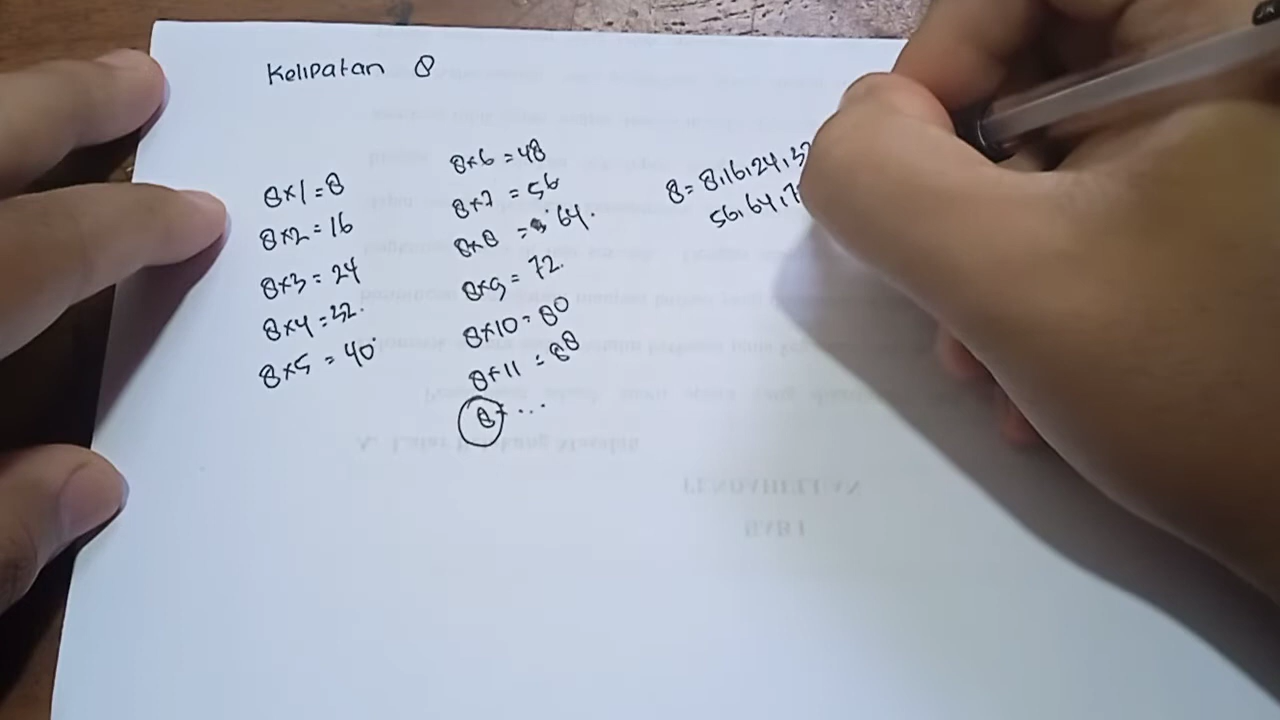 Kelipatan 8
8×1 = 8
8×2 = 16
8×3 = 24
8×4 = 32.
8×5 = 40
8×6 = 48
8×7 = 56
8×8 = 64.
8×9 = 72.
8×10 = 80
8×11 = 88
8× ...
8 = 8,16,24,32
56,64,7